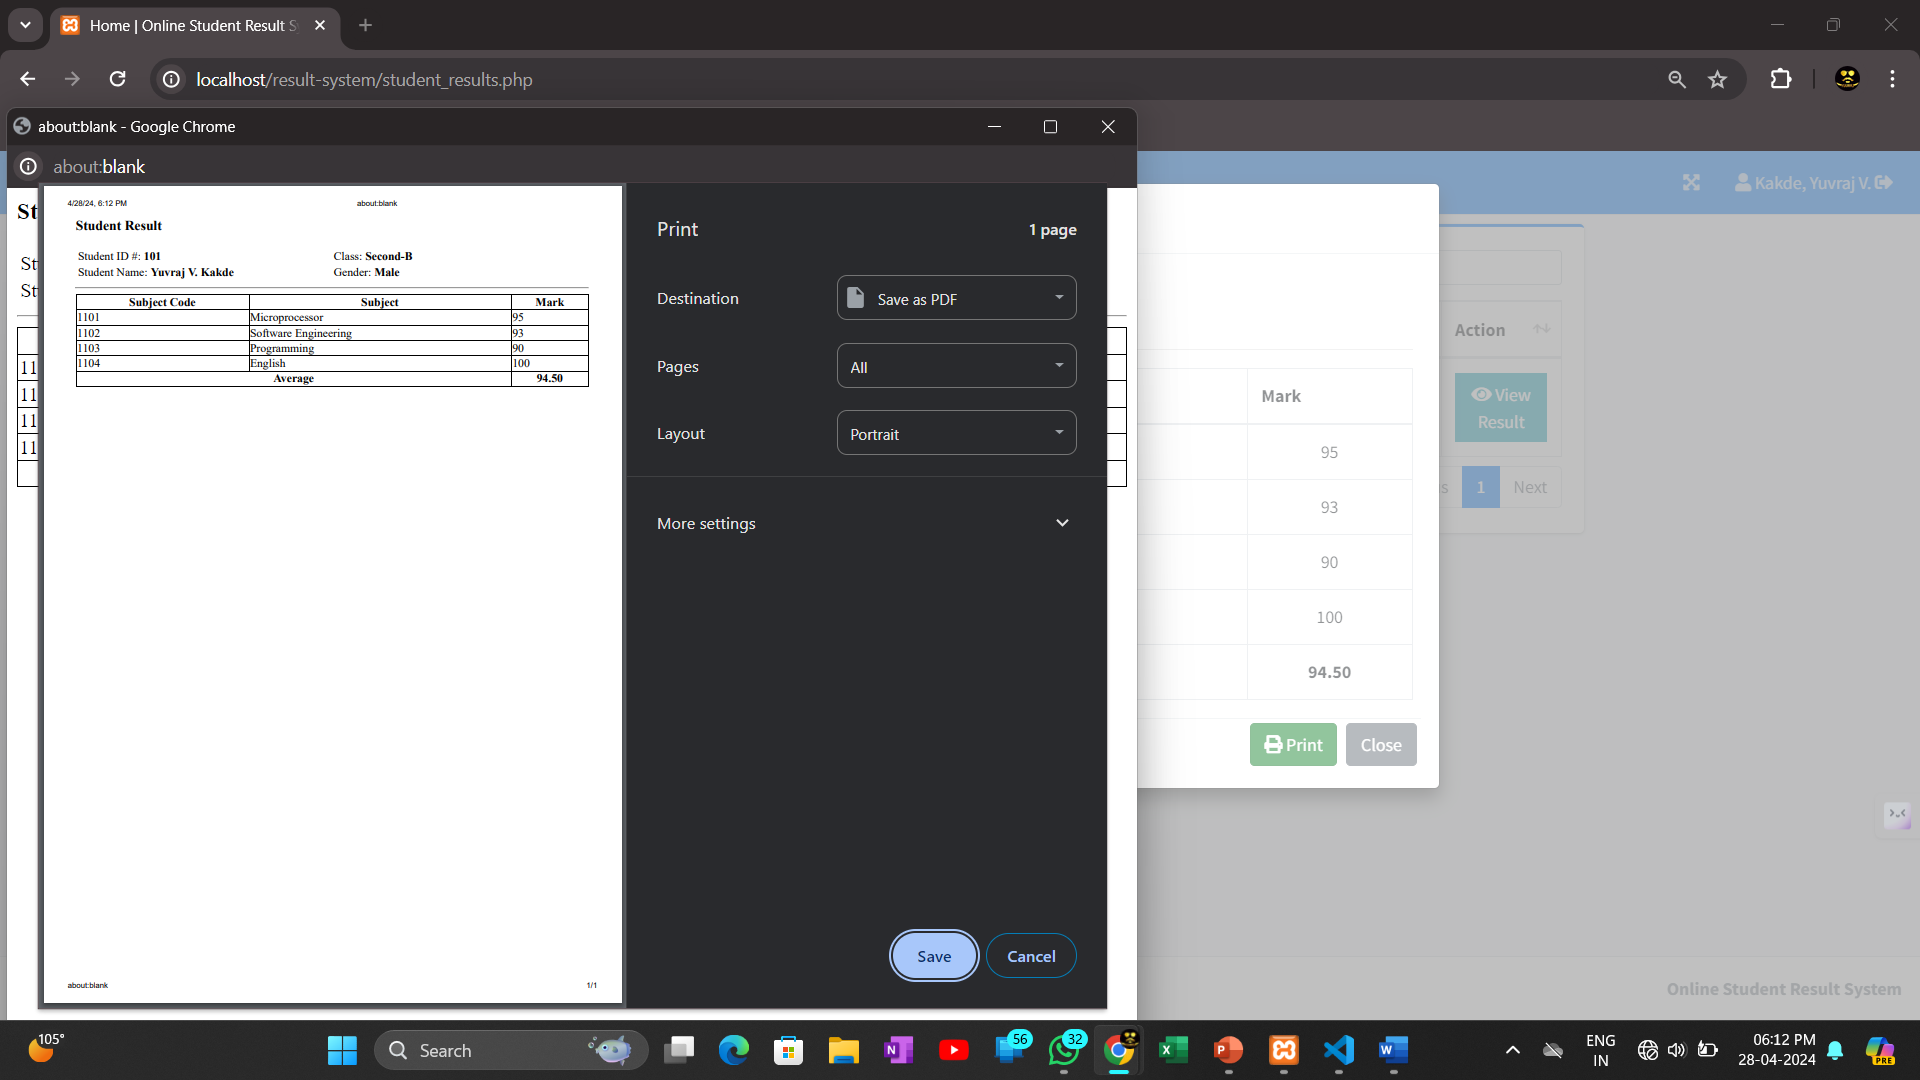 Home | Online Student Result S
localhost/result-system/student_results.php
about:blank - Google Chrome
about:blank
Kakde, Yuvraj V.
4/28/24, 6:12 PM about:blank
Student Result
Student ID #: 101 Class: Second-B
Student Name: Yuvraj V. Kakde Gender: Male
Subject Code Subject Mark
1101 Microprocessor 95
1102 Software Engineering 93
1103 Programming 90
1104 English 100
Average 94.50
about:blank 1/1
St
St
St
11
11
11
11
Print 1 page
Destination Save as PDF
Pages All
Layout Portrait
More settings
Save Cancel
Mark
95
93
90
100
94.50
Print Close
Action
View
Result
s 1 Next
Online Student Result System
105°
Search
56
32
ENG
IN
06:12 PM
28-04-2024
PRE